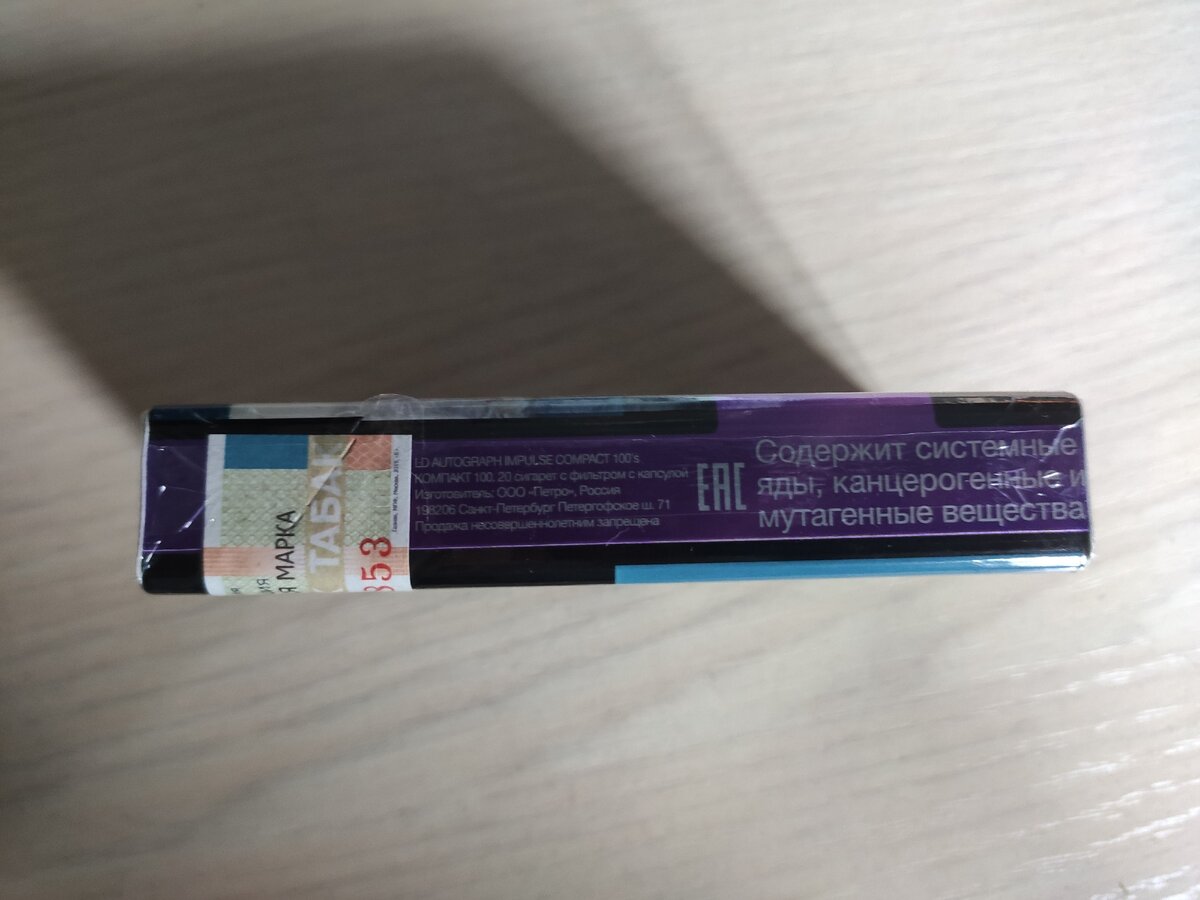 LD AUTOGRAPH IMPULSE COMPACT 100's
КОМПАКТ 100, 20 сигарет с фильтром с капсулой
Изготовитель: ООО «Петро», Россия
198206 Санкт-Петербург Петергофское ш. 71
Продажа несовершеннолетним запрещена
EAC
Содержит системные
яды, канцерогенные и
мутагенные вещества
МАРКА
ТАБАК
353